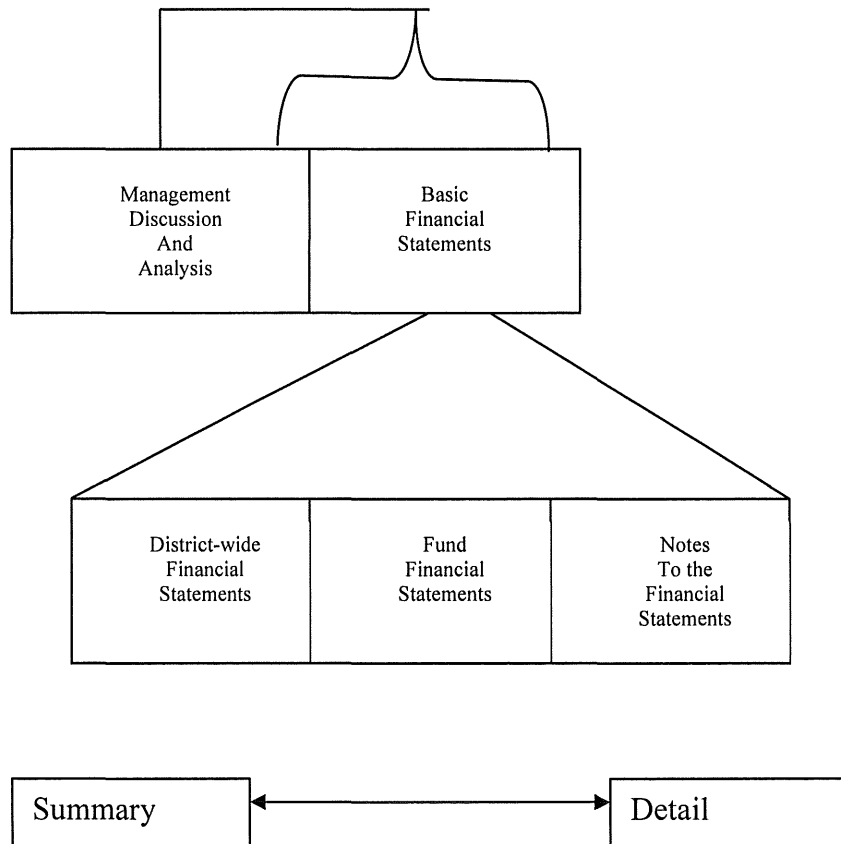 Management
Discussion
And
Analysis
Basic
Financial
Statements
District-wide
Financial
Statements
Fund
Financial
Statements
Notes
To the
Financial
Statements
Summary
Detail